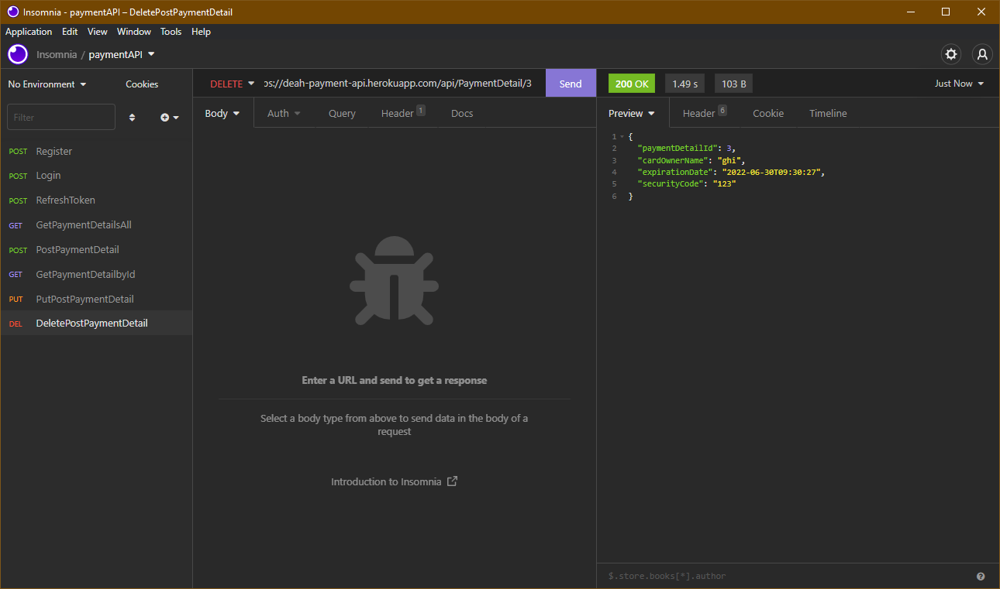 Insomnia - paymentAPI – DeletePostPaymentDetail
Application Edit View Window Tools Help
Insomnia / paymentAPI
No Environment Cookies
Filter
POST Register
POST Login
POST RefreshToken
GET GetPaymentDetailsAll
POST PostPaymentDetail
GET GetPaymentDetailbyId
PUT PutPostPaymentDetail
DEL DeletePostPaymentDetail
DELETE ps://deah-payment-api.herokuapp.com/api/PaymentDetail/3 Send
Body Auth Query Header 1 Docs
Enter a URL and send to get a response
Select a body type from above to send data in the body of a
request
Introduction to Insomnia
200 OK 1.49 s 103 B Just Now
Preview Header 6 Cookie Timeline
1 {
2 "paymentDetailId": 3,
3 "cardOwnerName": "ghi",
4 "expirationDate": "2022-06-30T09:30:27",
5 "securityCode": "123"
6 }
$.store.books[*].author